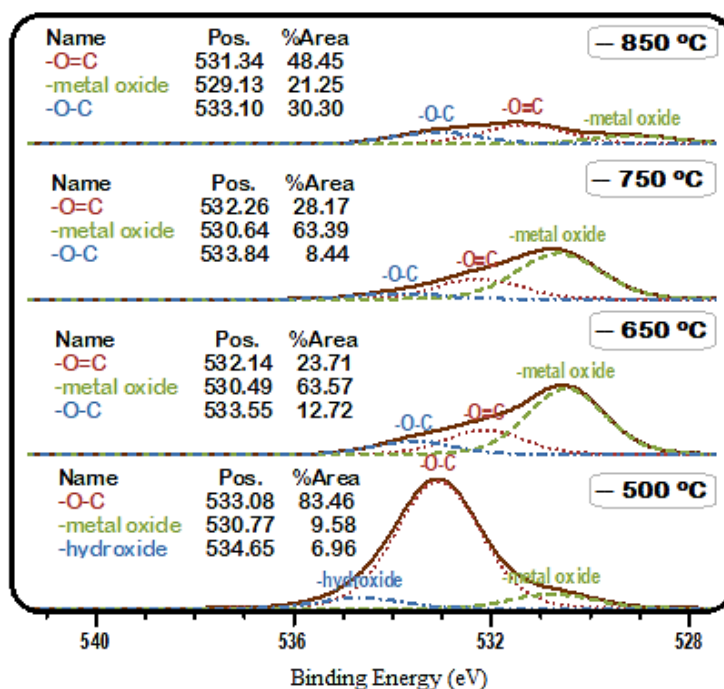 Name Pos. %Area
-O=C 531.34 48.45
-metal oxide 529.13 21.25
-O-C 533.10 30.30
– 850 ºC
-O-C -O=C -metal oxide
Name Pos. %Area
-O=C 532.26 28.17
-metal oxide 530.64 63.39
-O-C 533.84 8.44
– 750 ºC
-metal oxide
-O-C -O=C
Name Pos. %Area
-O=C 532.14 23.71
-metal oxide 530.49 63.57
-O-C 533.55 12.72
– 650 ºC
-metal oxide
-O-C -O=C
Name Pos. %Area
-O-C 533.08 83.46
-metal oxide 530.77 9.58
-hydroxide 534.65 6.96
– 500 ºC
-O-C
-hydroxide -metal oxide
540 536 532 528
Binding Energy (eV)